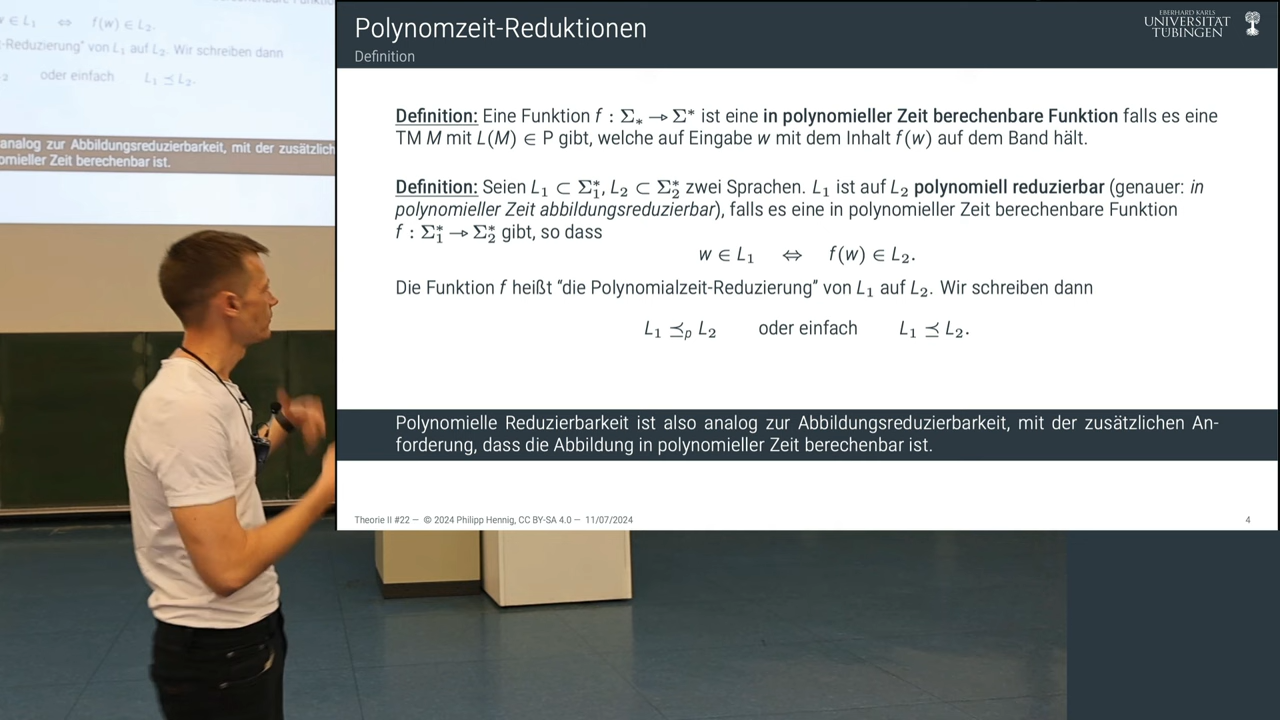 ∈ L₁ ⇔ f(w) ∈ L₂.
-Reduzierung" von L₁ auf L₂. Wir schreiben dann
₂ oder einfach L₁ ⪯ L₂.
analog zur Abbildungsreduzierbarkeit, mit der zusätzlich
omieller Zeit berechenbar ist.
Polynomzeit-Reduktionen
Definition
EBERHARD KARLS
UNIVERSITAT
TUBINGEN
Definition: Eine Funktion f : Σ_* → Σ* ist eine in polynomieller Zeit berechenbare Funktion falls es eine
TM M mit L(M) ∈ P gibt, welche auf Eingabe w mit dem Inhalt f(w) auf dem Band hält.
Definition: Seien L₁ ⊂ Σ₁*, L₂ ⊂ Σ₂* zwei Sprachen. L₁ ist auf L₂ polynomiell reduzierbar (genauer: in
polynomieller Zeit abbildungsreduzierbar), falls es eine in polynomieller Zeit berechenbare Funktion
f : Σ₁* → Σ₂* gibt, so dass
w ∈ L₁ ⇔ f(w) ∈ L₂.
Die Funktion f heißt "die Polynomialzeit-Reduzierung" von L₁ auf L₂. Wir schreiben dann
L₁ ⪯ₚ L₂ oder einfach L₁ ⪯ L₂.
Polynomielle Reduzierbarkeit ist also analog zur Abbildungsreduzierbarkeit, mit der zusätzlichen An-
forderung, dass die Abbildung in polynomieller Zeit berechenbar ist.
Theorie II #22 — © 2024 Philipp Hennig, CC BY-SA 4.0 — 11/07/2024 4